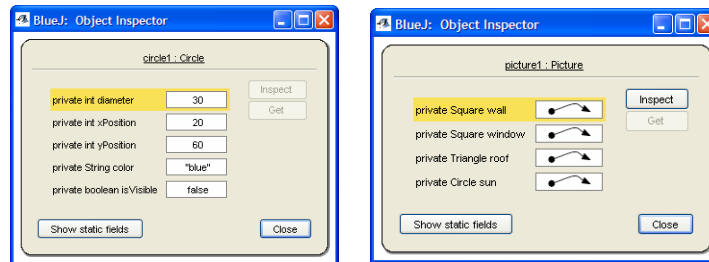 BlueJ: Object Inspector
circle1 : Circle
private int diameter 30
private int xPosition 20
private int yPosition 60
private String color "blue"
private boolean isVisible false
Inspect
Get
Show static fields
Close
BlueJ: Object Inspector
picture1 : Picture
private Square wall
private Square window
private Triangle roof
private Circle sun
Inspect
Get
Show static fields
Close